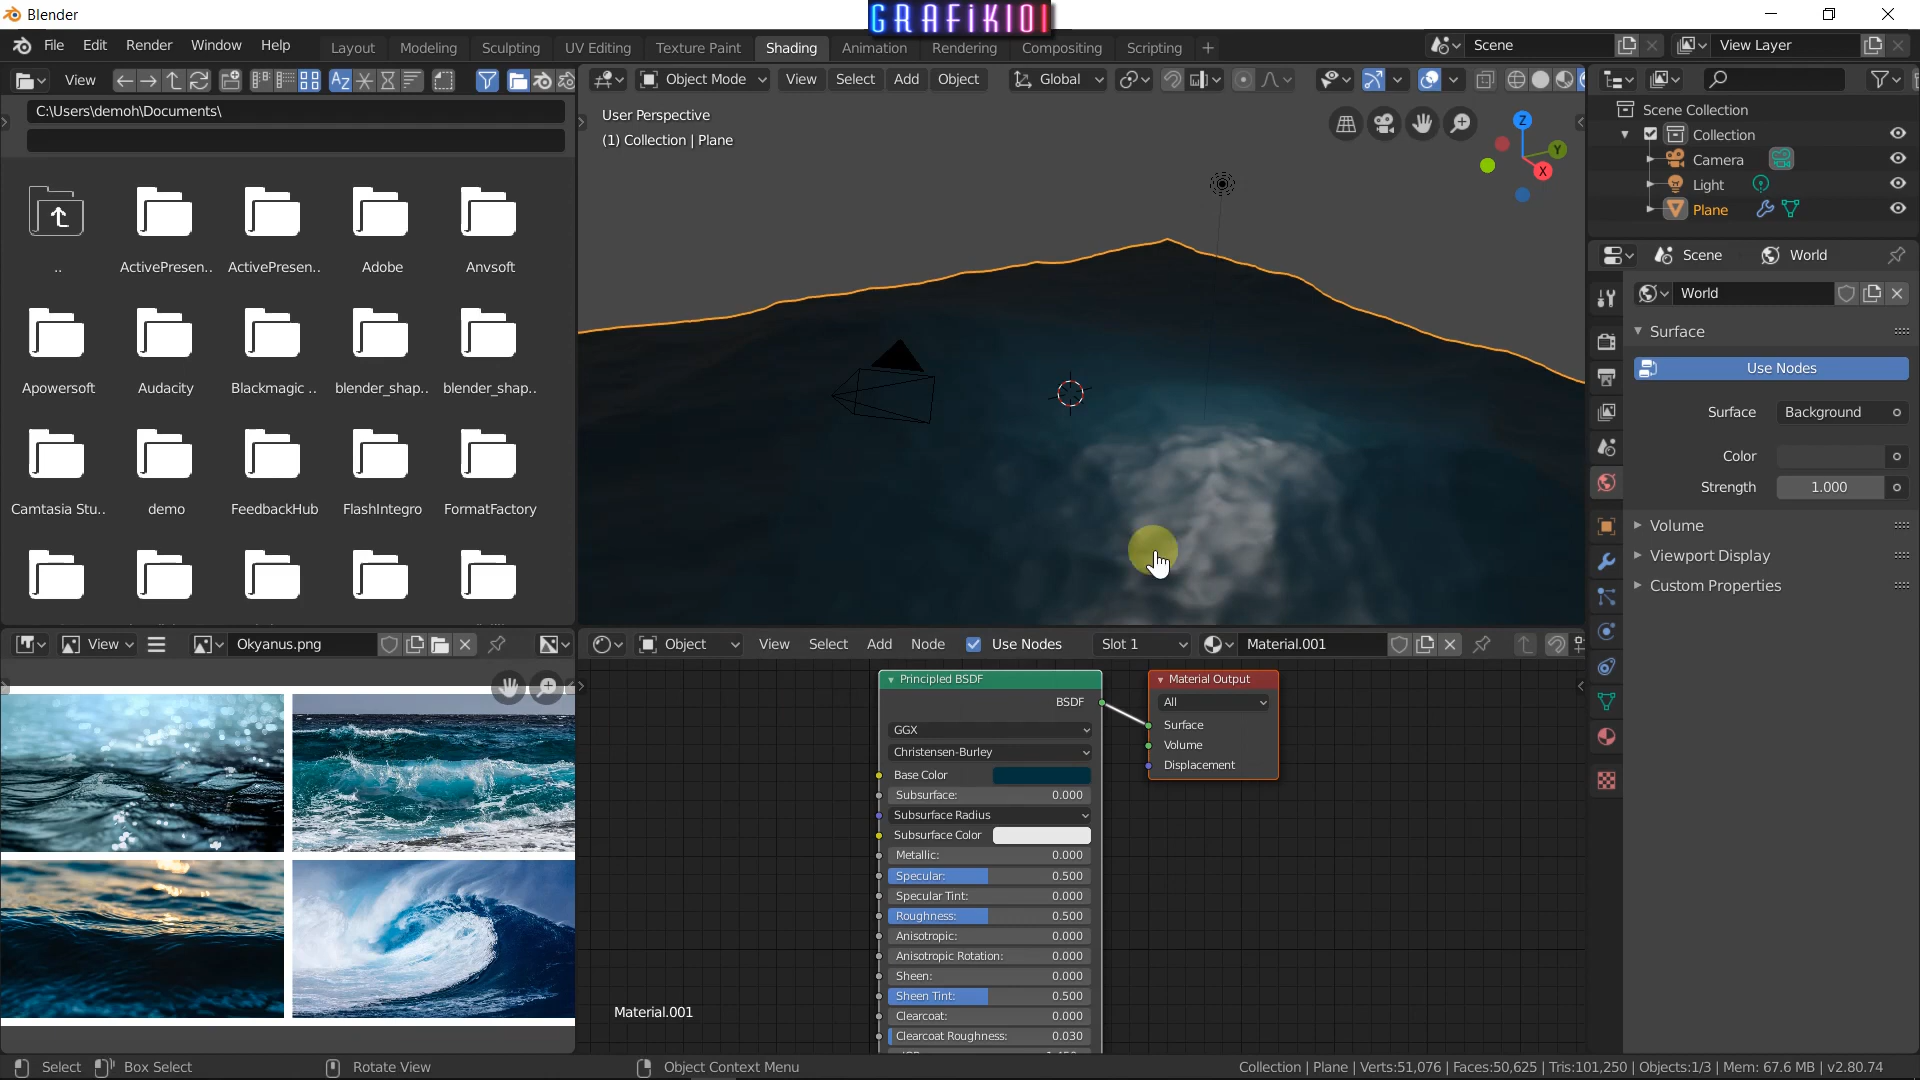 Blender
GRAFİK101
File Edit Render Window Help
Layout Modeling Sculpting UV Editing Texture Paint Shading Animation Rendering Compositing Scripting +
Scene
View Layer
View
Object Mode View Select Add Object Global
C:\Users\demoh\Documents\
..
ActivePresen..
ActivePresen..
Adobe
Anvsoft
Apowersoft
Audacity
Blackmagic ..
blender_shap..
blender_shap..
Camtasia Stu..
demo
FeedbackHub
FlashIntegro
FormatFactory
User Perspective
(1) Collection | Plane
Z
Y
X
Scene Collection
Collection
Camera
Light
Plane
Scene World
World
Surface
Use Nodes
Surface Background
Color
Strength 1.000
Volume
Viewport Display
Custom Properties
View Okyanus.png
Object View Select Add Node Use Nodes Slot 1 Material.001
Principled BSDF
BSDF
GGX
Christensen-Burley
Base Color
Subsurface: 0.000
Subsurface Radius
Subsurface Color
Metallic: 0.000
Specular: 0.500
Specular Tint: 0.000
Roughness: 0.500
Anisotropic: 0.000
Anisotropic Rotation: 0.000
Sheen: 0.000
Sheen Tint: 0.500
Clearcoat: 0.000
Clearcoat Roughness: 0.030
Material Output
All
Surface
Volume
Displacement
Material.001
Select Box Select Rotate View Object Context Menu
Collection | Plane | Verts:51,076 | Faces:50,625 | Tris:101,250 | Objects:1/3 | Mem: 67.6 MB | v2.80.74